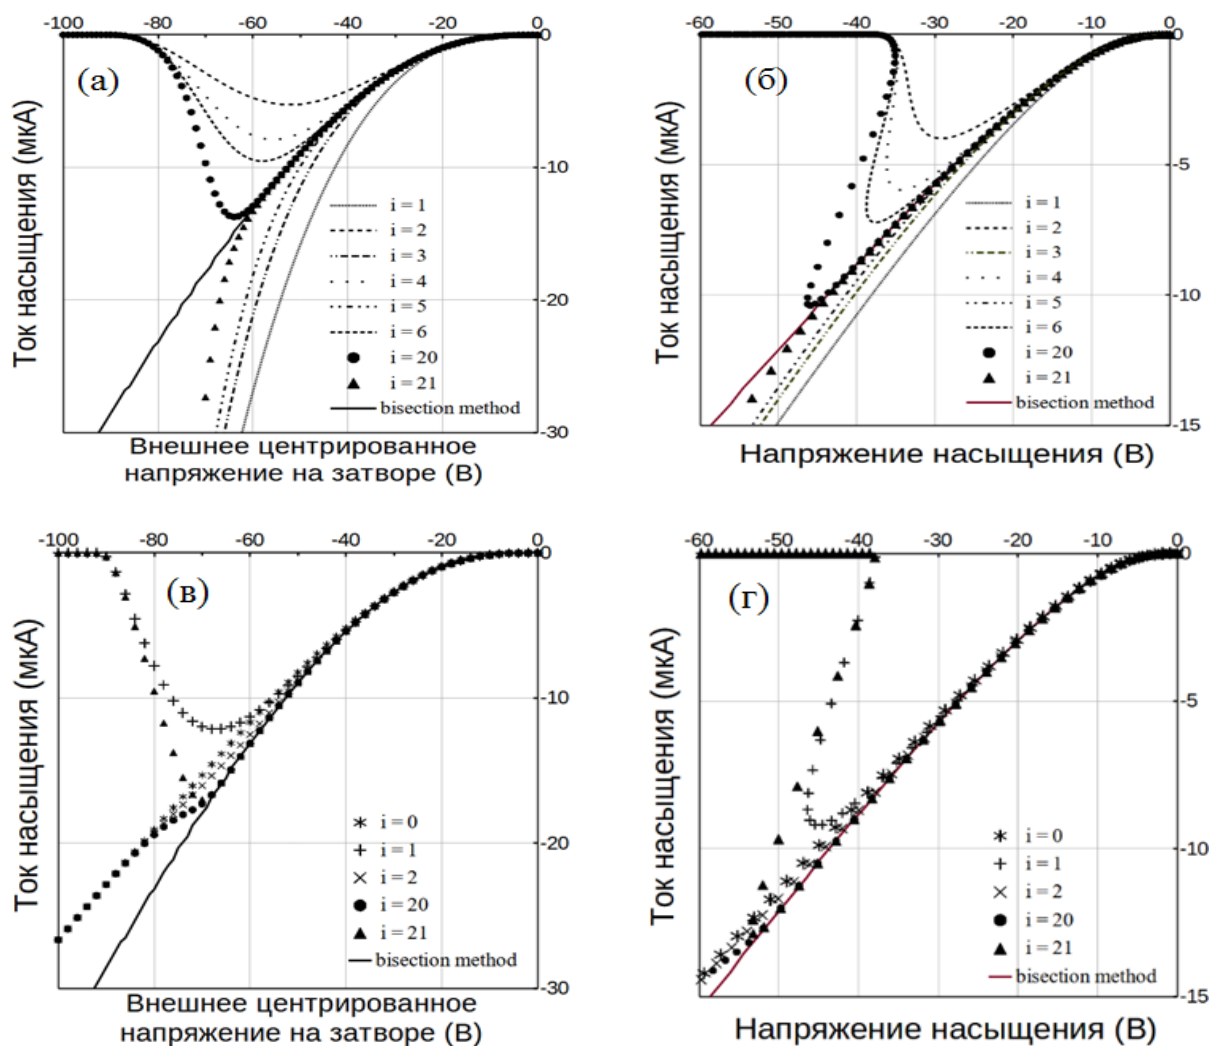 -100 -80 -60 -40 -20 0
(а)
Ток насыщения (мкА)
-10
-20
-30
i = 1
i = 2
i = 3
i = 4
i = 5
i = 6
i = 20
i = 21
bisection method
Внешнее центрированное
напряжение на затворе (В)
-60 -50 -40 -30 -20 -10 0
0
(б)
Ток насыщения (мкА)
-5
-10
-15
i = 1
i = 2
i = 3
i = 4
i = 5
i = 6
i = 20
i = 21
bisection method
Напряжение насыщения (В)
-100 -80 -60 -40 -20 0
0
(в)
Ток насыщения (мкА)
-10
-20
-30
i = 0
i = 1
i = 2
i = 20
i = 21
bisection method
Внешнее центрированное
напряжение на затворе (В)
-60 -50 -40 -30 -20 -10 0
0
(г)
Ток насыщения (мкА)
-5
-10
-15
i = 0
i = 1
i = 2
i = 20
i = 21
bisection method
Напряжение насыщения (В)